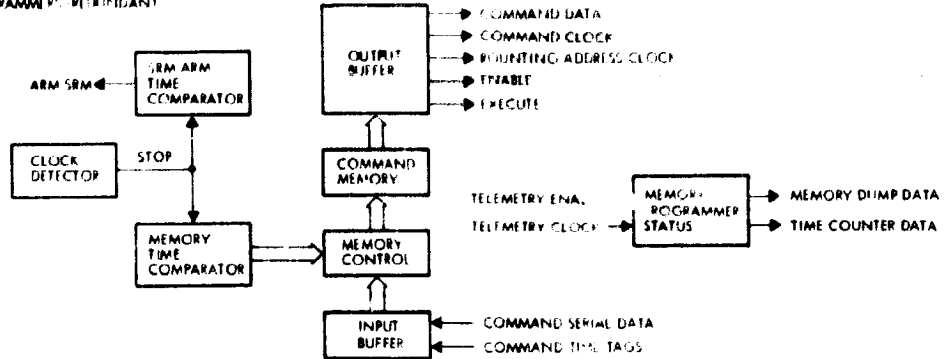 COMMAND DATA
COMMAND CLOCK
ROUNTING ADDRESS CLOCK
ENABLE
EXECUTE
OUTPUT
BUFFER
SRM ARM
TIME
COMPARATOR
ARM SRM
CLOCK
DETECTOR
STOP
COMMAND
MEMORY
MEMORY
TIME
COMPARATOR
MEMORY
CONTROL
INPUT
BUFFER
COMMAND SERIAL DATA
COMMAND TIME TAGS
TELEMETRY ENA.
TELEMETRY CLOCK
MEMORY
ROGRAMMER
STATUS
MEMORY DUMP DATA
TIME COUNTER DATA